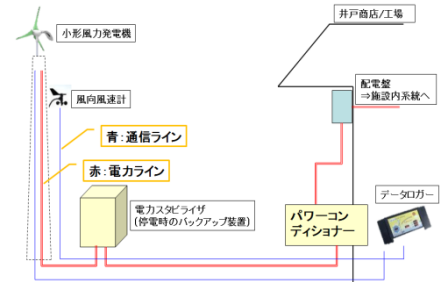 小形風力発電機
風向風速計
青：通信ライン
赤：電力ライン
電力スタビライザ
(停電時のバックアップ装置)
井戸商店/工場
配電盤
⇒施設内系統へ
パワーコン
ディショナー
データロガー